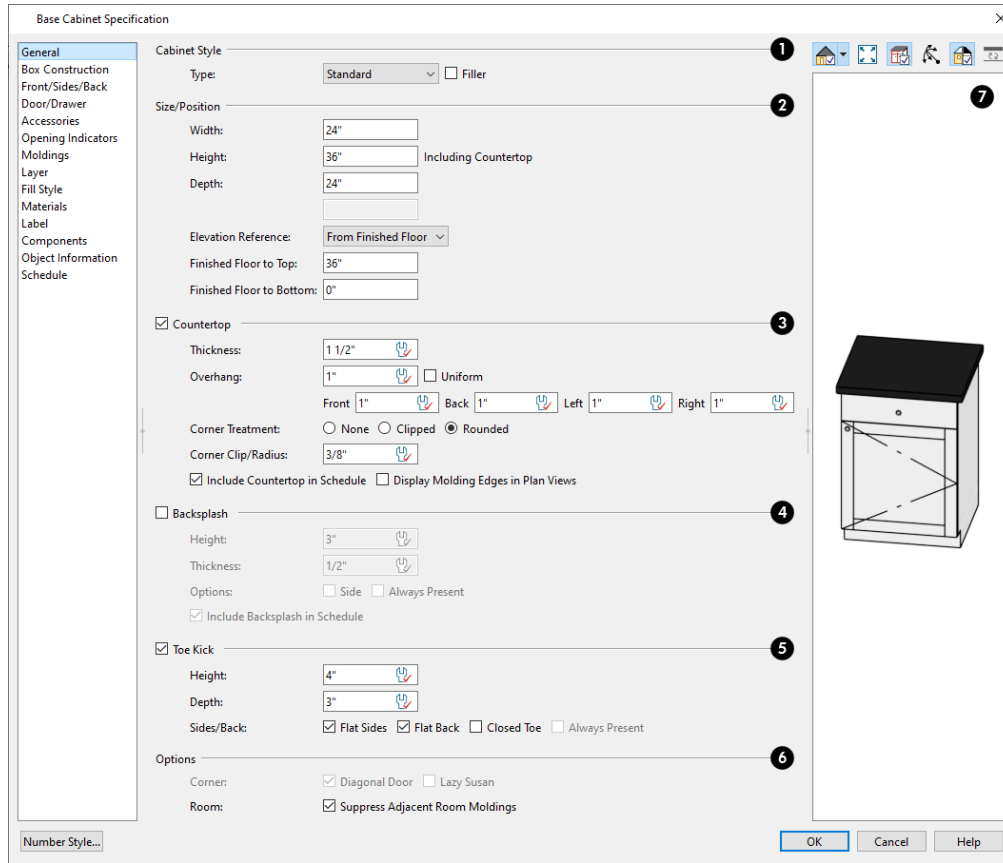 Base Cabinet Specification
General
Box Construction
Front/Sides/Back
Door/Drawer
Accessories
Opening Indicators
Moldings
Layer
Fill Style
Materials
Label
Components
Object Information
Schedule
Cabinet Style 1
Type: Standard Filler
Size/Position 2
Width: 24"
Height: 36" Including Countertop
Depth: 24"
Elevation Reference: From Finished Floor
Finished Floor to Top: 36"
Finished Floor to Bottom: 0"
Countertop 3
Thickness: 1 1/2"
Overhang: 1" Uniform
Front 1" Back 1" Left 1" Right 1"
Corner Treatment: None Clipped Rounded
Corner Clip/Radius: 3/8"
Include Countertop in Schedule Display Molding Edges in Plan Views
Backsplash 4
Height: 3"
Thickness: 1/2"
Options: Side Always Present
Include Backsplash in Schedule
Toe Kick 5
Height: 4"
Depth: 3"
Sides/Back: Flat Sides Flat Back Closed Toe Always Present
Options 6
Corner: Diagonal Door Lazy Susan
Room: Suppress Adjacent Room Moldings
7
Number Style... OK Cancel Help